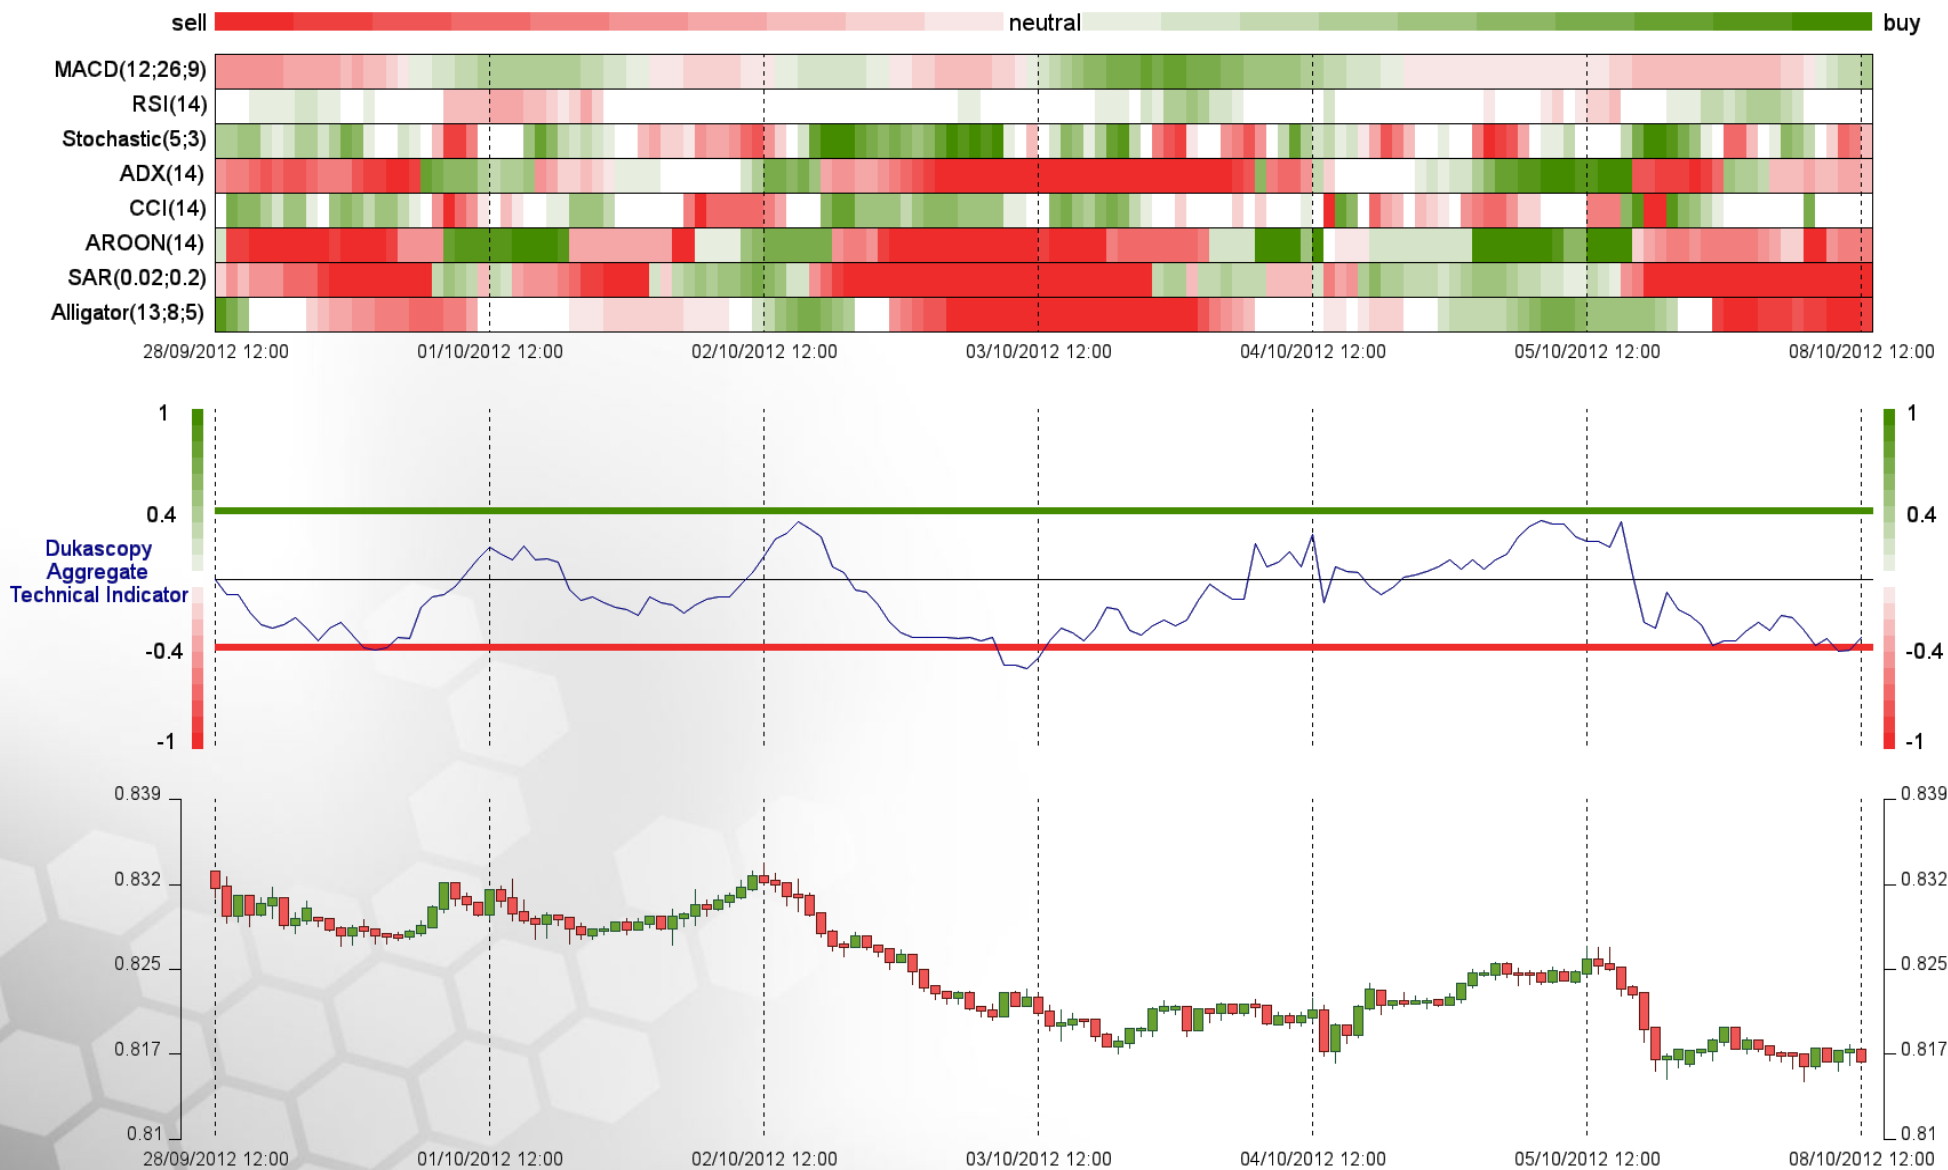 sell neutral buy
MACD(12;26;9)
RSI(14)
Stochastic(5;3)
ADX(14)
CCI(14)
AROON(14)
SAR(0.02;0.2)
Alligator(13;8;5)
28/09/2012 12:00 01/10/2012 12:00 02/10/2012 12:00 03/10/2012 12:00 04/10/2012 12:00 05/10/2012 12:00 08/10/2012 12:00
1 1
0.4 0.4
Dukascopy
Aggregate
Technical Indicator
-0.4 -0.4
-1 -1
0.839 0.839
0.832 0.832
0.825 0.825
0.817 0.817
0.81 0.81
28/09/2012 12:00 01/10/2012 12:00 02/10/2012 12:00 03/10/2012 12:00 04/10/2012 12:00 05/10/2012 12:00 08/10/2012 12:00